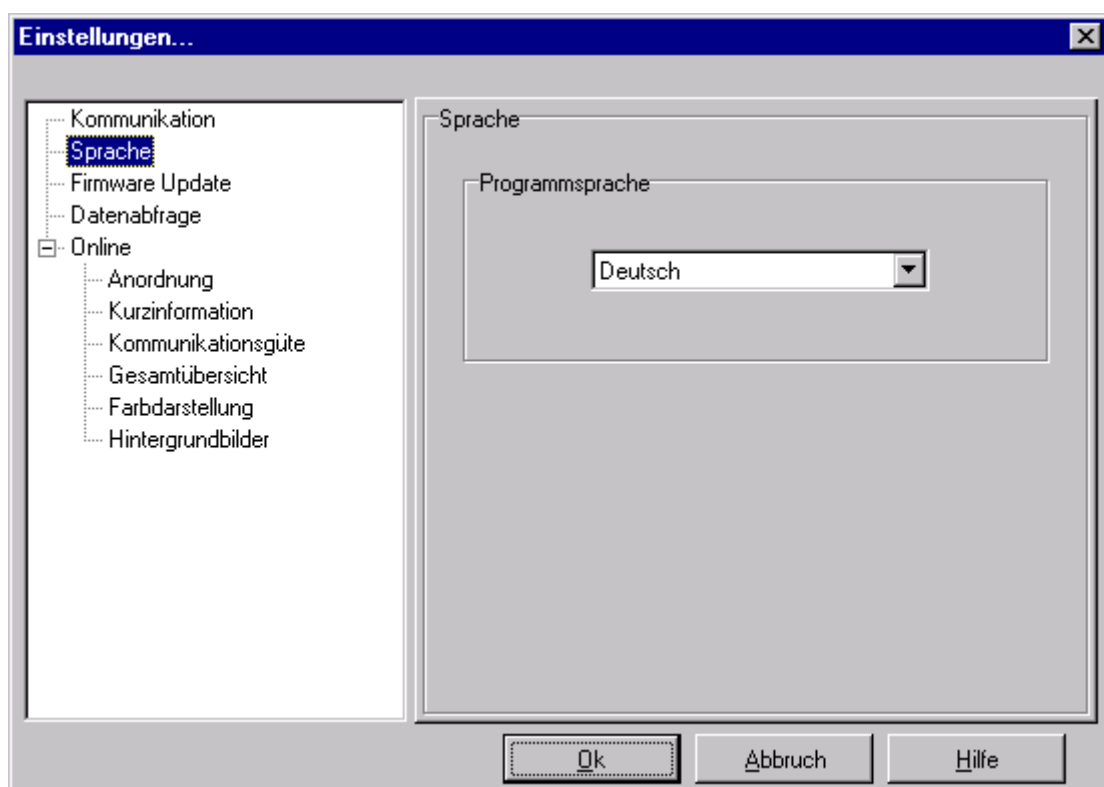 Einstellungen...
Kommunikation
Sprache
Firmware Update
Datenabfrage
Online
Anordnung
Kurzinformation
Kommunikationsgüte
Gesamtübersicht
Farbdarstellung
Hintergrundbilder
Sprache
Programmsprache
Deutsch
Ok
Abbruch
Hilfe